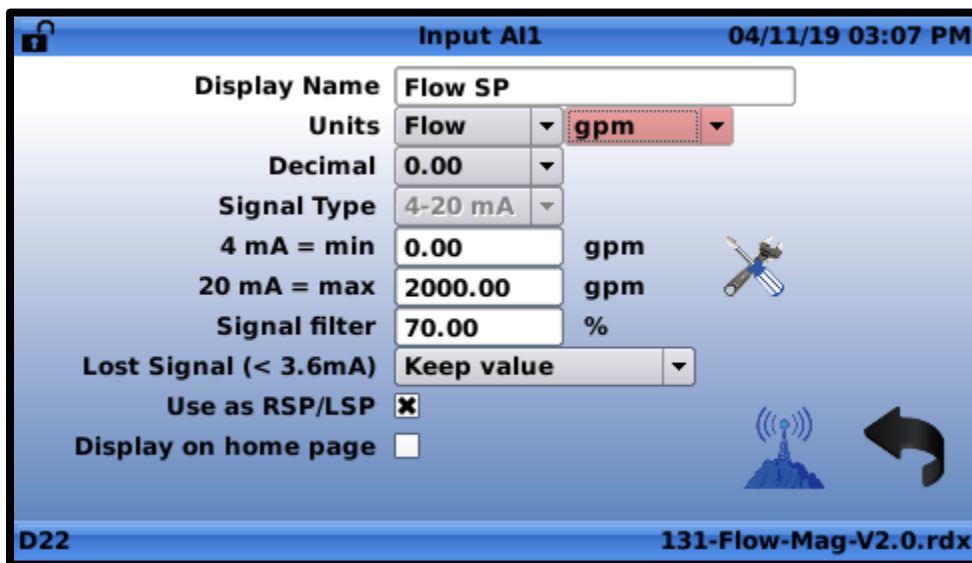 Input AI1 04/11/19 03:07 PM
Display Name Flow SP
Units Flow gpm
Decimal 0.00
Signal Type 4-20 mA
4 mA = min 0.00 gpm
20 mA = max 2000.00 gpm
Signal filter 70.00 %
Lost Signal (< 3.6mA) Keep value
Use as RSP/LSP
Display on home page
D22 131-Flow-Mag-V2.0.rdx